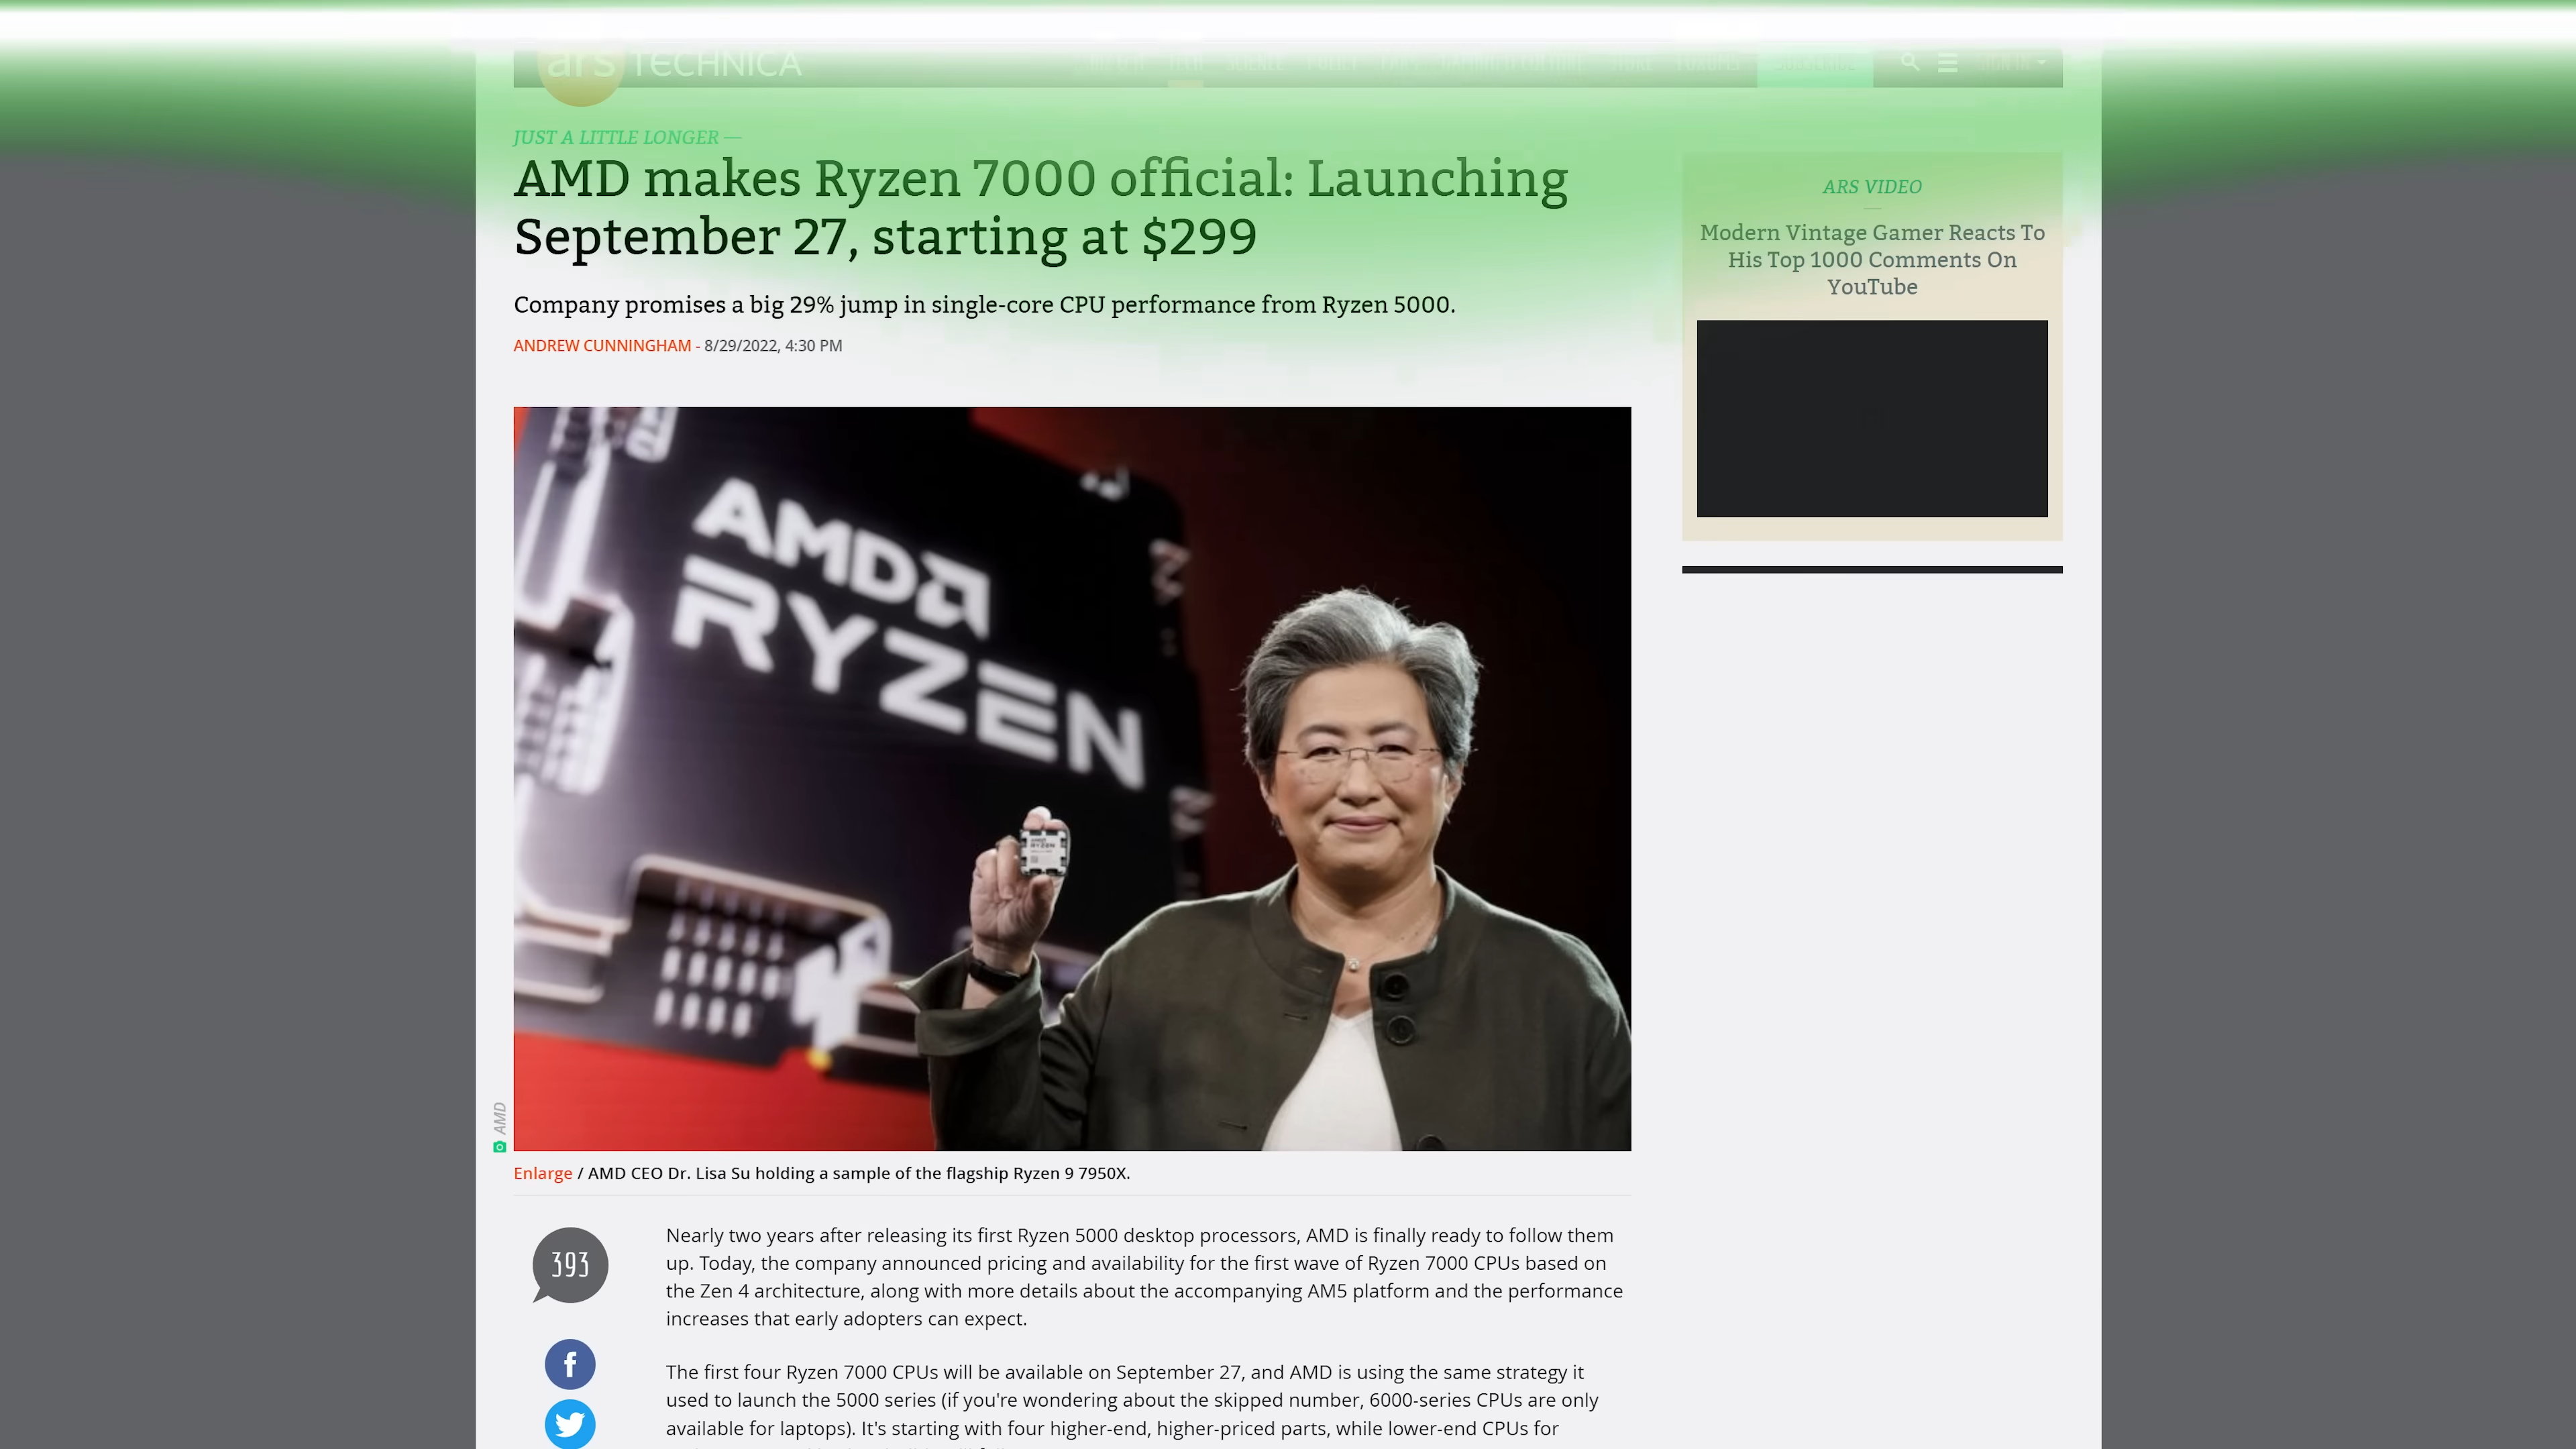 ars TECHNICA
JUST A LITTLE LONGER —
AMD makes Ryzen 7000 official: Launching
September 27, starting at $299
Company promises a big 29% jump in single-core CPU performance from Ryzen 5000.
ANDREW CUNNINGHAM - 8/29/2022, 4:30 PM
ARS VIDEO
Modern Vintage Gamer Reacts To
His Top 1000 Comments On
YouTube
AMD
RYZEN
AMD
RYZEN
AMD
Enlarge / AMD CEO Dr. Lisa Su holding a sample of the flagship Ryzen 9 7950X.
393
Nearly two years after releasing its first Ryzen 5000 desktop processors, AMD is finally ready to follow them
up. Today, the company announced pricing and availability for the first wave of Ryzen 7000 CPUs based on
the Zen 4 architecture, along with more details about the accompanying AM5 platform and the performance
increases that early adopters can expect.
The first four Ryzen 7000 CPUs will be available on September 27, and AMD is using the same strategy it
used to launch the 5000 series (if you're wondering about the skipped number, 6000-series CPUs are only
available for laptops). It's starting with four higher-end, higher-priced parts, while lower-end CPUs for